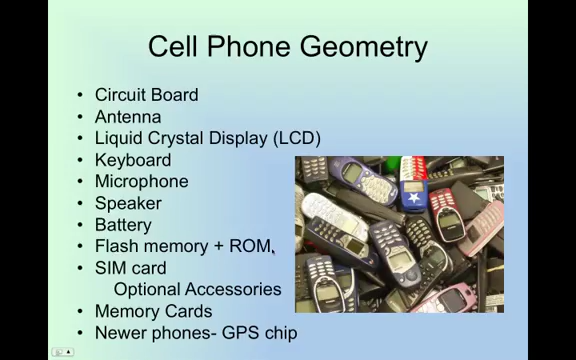 Cell Phone Geometry
• Circuit Board
• Antenna
• Liquid Crystal Display (LCD)
• Keyboard
• Microphone
• Speaker
• Battery
• Flash memory + ROM,
• SIM card
Optional Accessories
• Memory Cards
• Newer phones- GPS chip